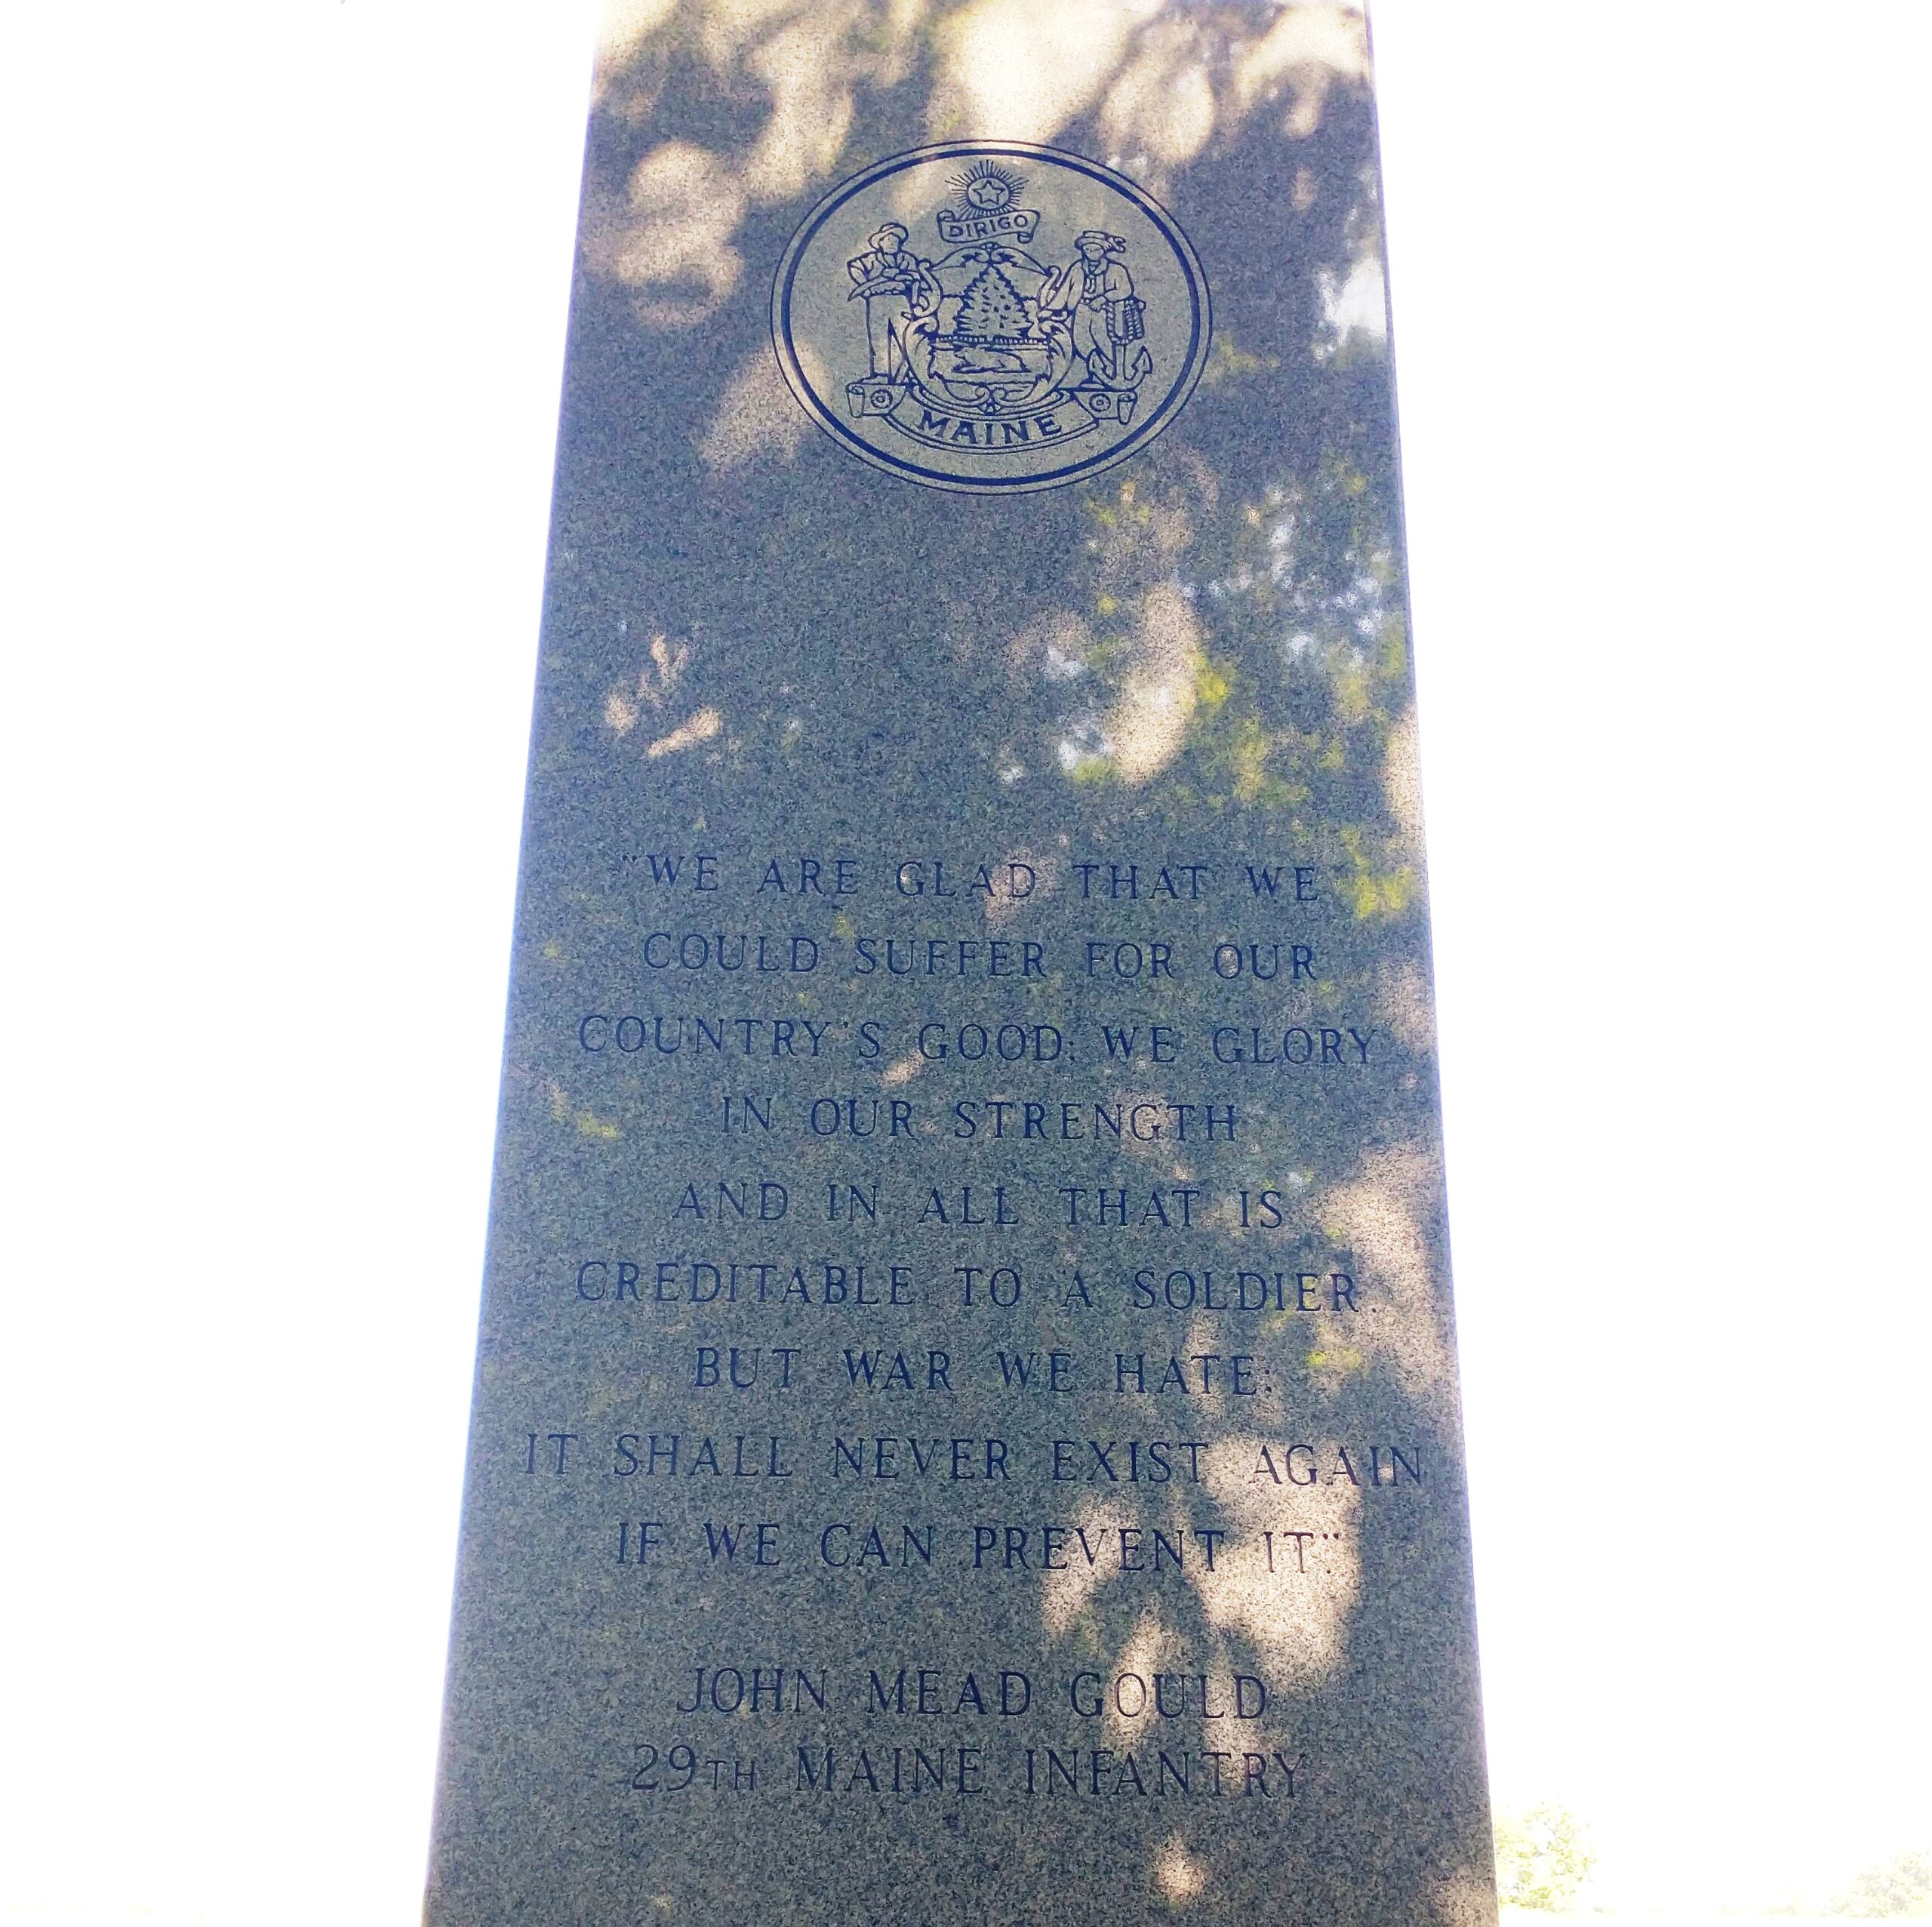 DIRIGO
MAINE
"WE ARE GLAD THAT WE
COULD SUFFER FOR OUR
COUNTRY'S GOOD; WE GLORY
IN OUR STRENGTH
AND IN ALL THAT IS
CREDITABLE TO A SOLDIER.
BUT WAR WE HATE;
IT SHALL NEVER EXIST AGAIN
IF WE CAN PREVENT IT."
JOHN MEAD GOULD
29TH MAINE INFANTRY